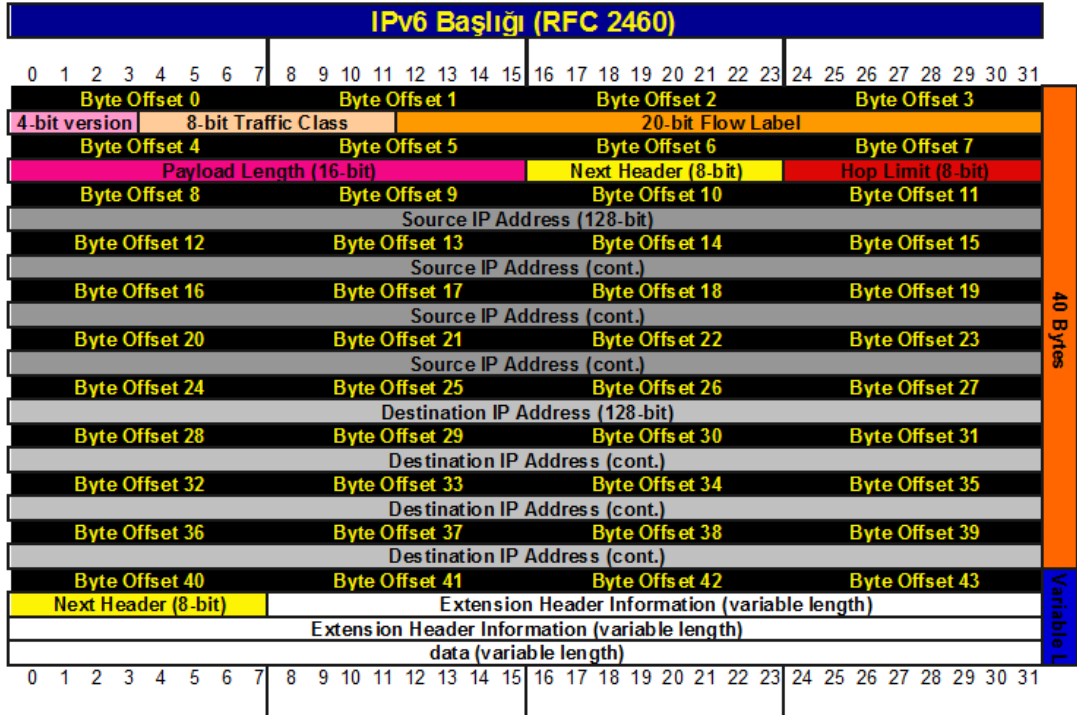 IPv6 Başlığı (RFC 2460)
0 1 2 3 4 5 6 7 8 9 10 11 12 13 14 15 16 17 18 19 20 21 22 23 24 25 26 27 28 29 30 31
Byte Offset 0 Byte Offset 1 Byte Offset 2 Byte Offset 3
4-bit version 8-bit Traffic Class 20-bit Flow Label
Byte Offset 4 Byte Offset 5 Byte Offset 6 Byte Offset 7
Payload Length (16-bit) Next Header (8-bit) Hop Limit (8-bit)
Byte Offset 8 Byte Offset 9 Byte Offset 10 Byte Offset 11
Source IP Address (128-bit)
Byte Offset 12 Byte Offset 13 Byte Offset 14 Byte Offset 15
Source IP Address (cont.)
Byte Offset 16 Byte Offset 17 Byte Offset 18 Byte Offset 19
Source IP Address (cont.)
Byte Offset 20 Byte Offset 21 Byte Offset 22 Byte Offset 23
Source IP Address (cont.)
Byte Offset 24 Byte Offset 25 Byte Offset 26 Byte Offset 27
Destination IP Address (128-bit)
Byte Offset 28 Byte Offset 29 Byte Offset 30 Byte Offset 31
Destination IP Address (cont.)
Byte Offset 32 Byte Offset 33 Byte Offset 34 Byte Offset 35
Destination IP Address (cont.)
Byte Offset 36 Byte Offset 37 Byte Offset 38 Byte Offset 39
Destination IP Address (cont.)
40 Bytes
Byte Offset 40 Byte Offset 41 Byte Offset 42 Byte Offset 43
Next Header (8-bit) Extension Header Information (variable length)
Extension Header Information (variable length)
data (variable length)
Variable L
0 1 2 3 4 5 6 7 8 9 10 11 12 13 14 15 16 17 18 19 20 21 22 23 24 25 26 27 28 29 30 31